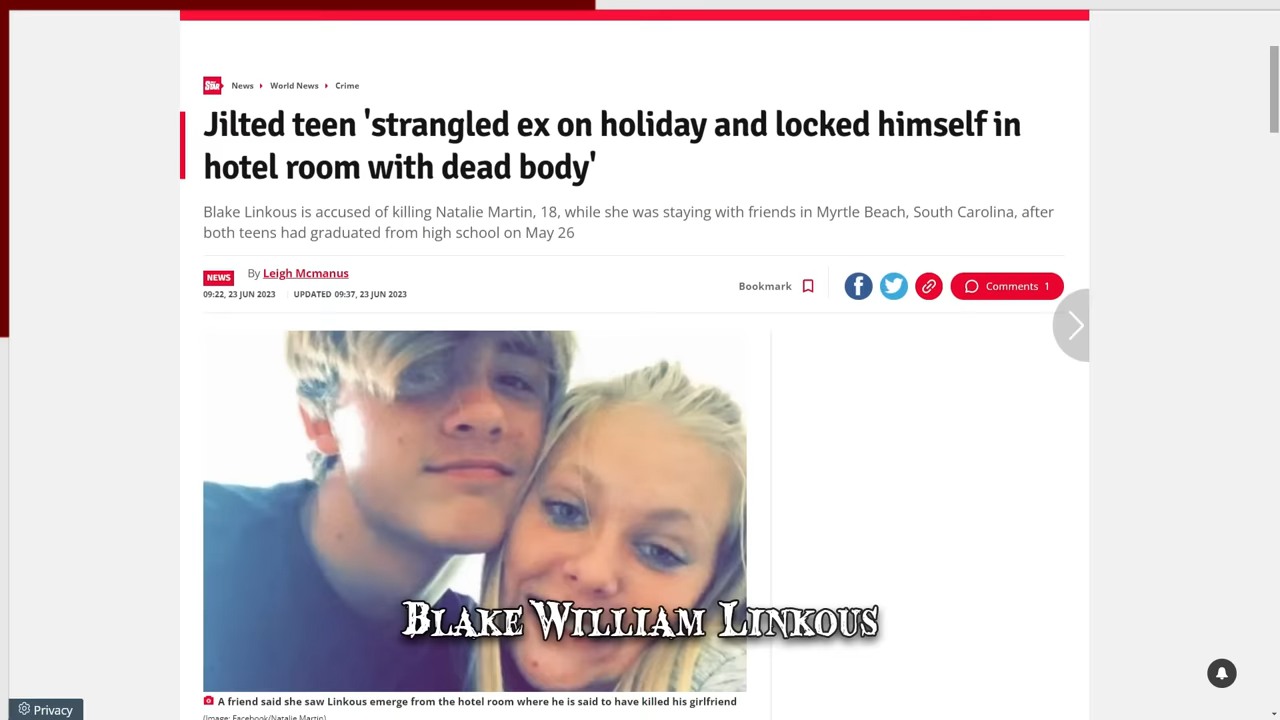 News World News Crime
Jilted teen 'strangled ex on holiday and locked himself in
hotel room with dead body'
Blake Linkous is accused of killing Natalie Martin, 18, while she was staying with friends in Myrtle Beach, South Carolina, after
both teens had graduated from high school on May 26
NEWS By Leigh Mcmanus
09:22, 23 JUN 2023 UPDATED 09:37, 23 JUN 2023
Bookmark Comments 1
Blake William Linkous
A friend said she saw Linkous emerge from the hotel room where he is said to have killed his girlfriend
(Image: Facebook/Natalie Martin)
Privacy